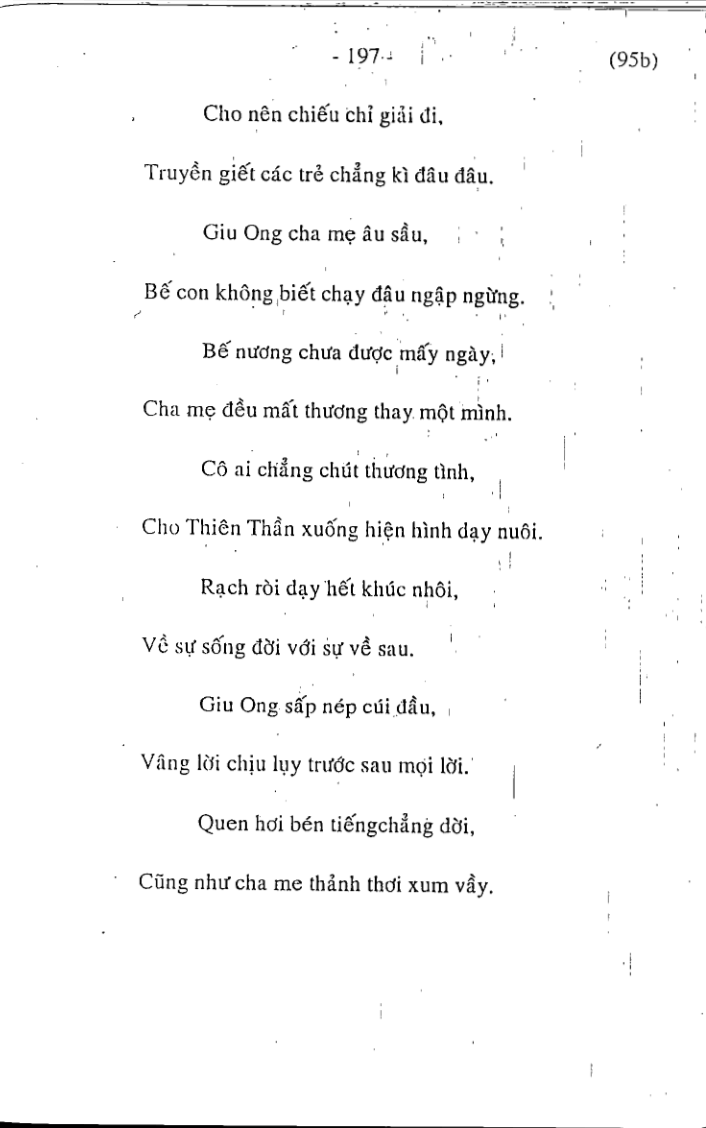 - 197 -
(95b)
Cho nên chiếu chỉ giải đi,
Truyền giết các trẻ chẳng kì đâu đâu.
Giu Ong cha mẹ âu sầu,
Bế con không biết chạy đâu ngập ngừng.
Bế nương chưa được mấy ngày,
Cha mẹ đều mất thương thay một mình.
Cô ai chẳng chút thương tình,
Cho Thiên Thần xuống hiện hình dạy nuôi.
Rạch ròi dạy hết khúc nhôi,
Về sự sống đời với sự về sau.
Giu Ong sấp nép cúi đầu,
Vâng lời chịu lụy trước sau mọi lời.
Quen hơi bén tiếngchẳng dời,
Cũng như cha me thảnh thơi xum vầy.